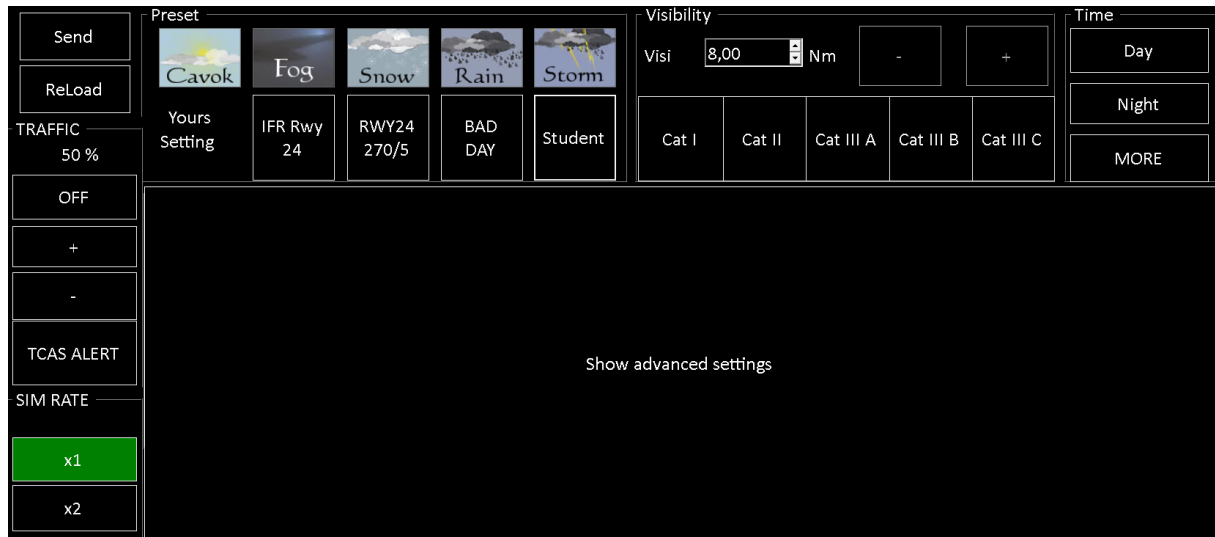 Send
ReLoad
TRAFFIC
50 %
OFF
+
-
TCAS ALERT
SIM RATE
x1
x2
Preset
Cavok
Fog
Snow
Rain
Storm
Yours
Setting
IFR Rwy
24
RWY24
270/5
BAD
DAY
Student
Visibility
Visi 8,00 Nm - +
Cat I
Cat II
Cat III A
Cat III B
Cat III C
Time
Day
Night
MORE
Show advanced settings